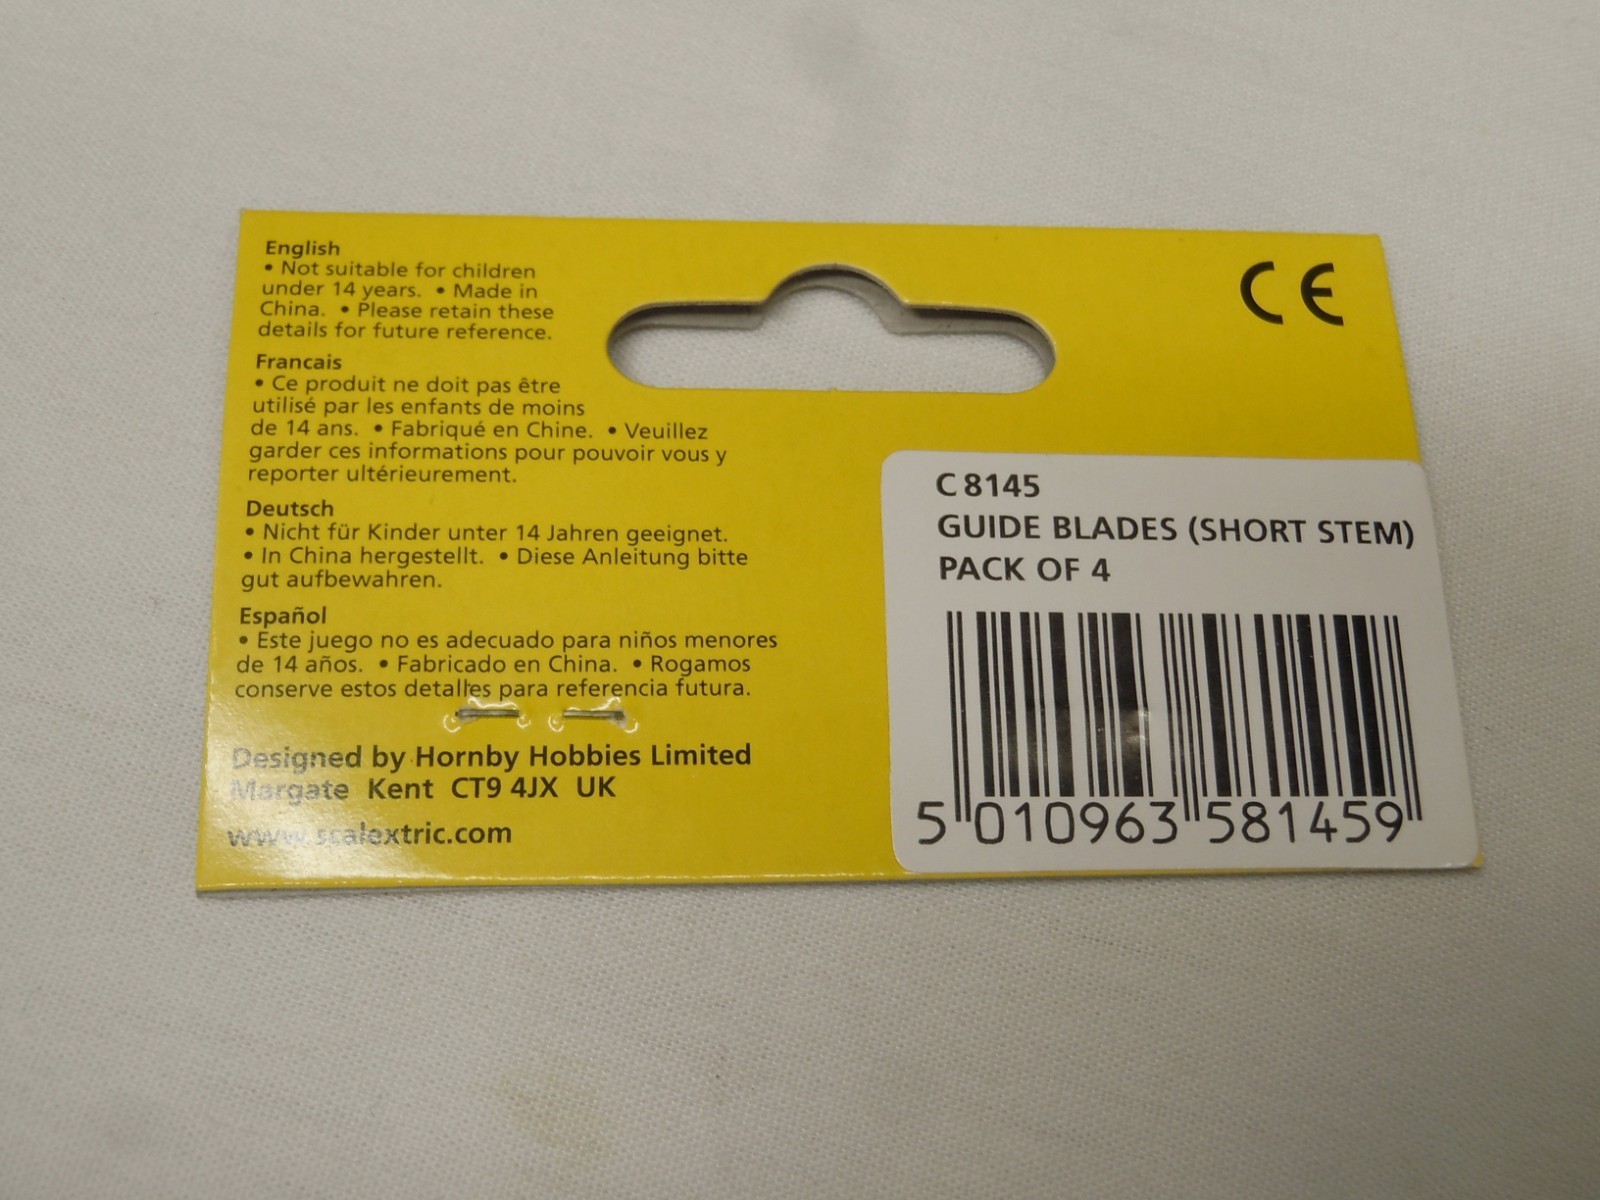 English
• Not suitable for children
under 14 years. • Made in
China. • Please retain these
details for future reference.
Francais
• Ce produit ne doit pas être
utilisé par les enfants de moins
de 14 ans. • Fabriqué en Chine. • Veuillez
garder ces informations pour pouvoir vous y
reporter ultérieurement.
Deutsch
• Nicht für Kinder unter 14 Jahren geeignet.
• In China hergestellt. • Diese Anleitung bitte
gut aufbewahren.
Español
• Este juego no es adecuado para niños menores
de 14 años. • Fabricado en China. • Rogamos
conserve estos detalles para referencia futura.
Designed by Hornby Hobbies Limited
Margate Kent CT9 4JX UK
www.scalextric.com
CE
C 8145
GUIDE BLADES (SHORT STEM)
PACK OF 4
5 010963 581459